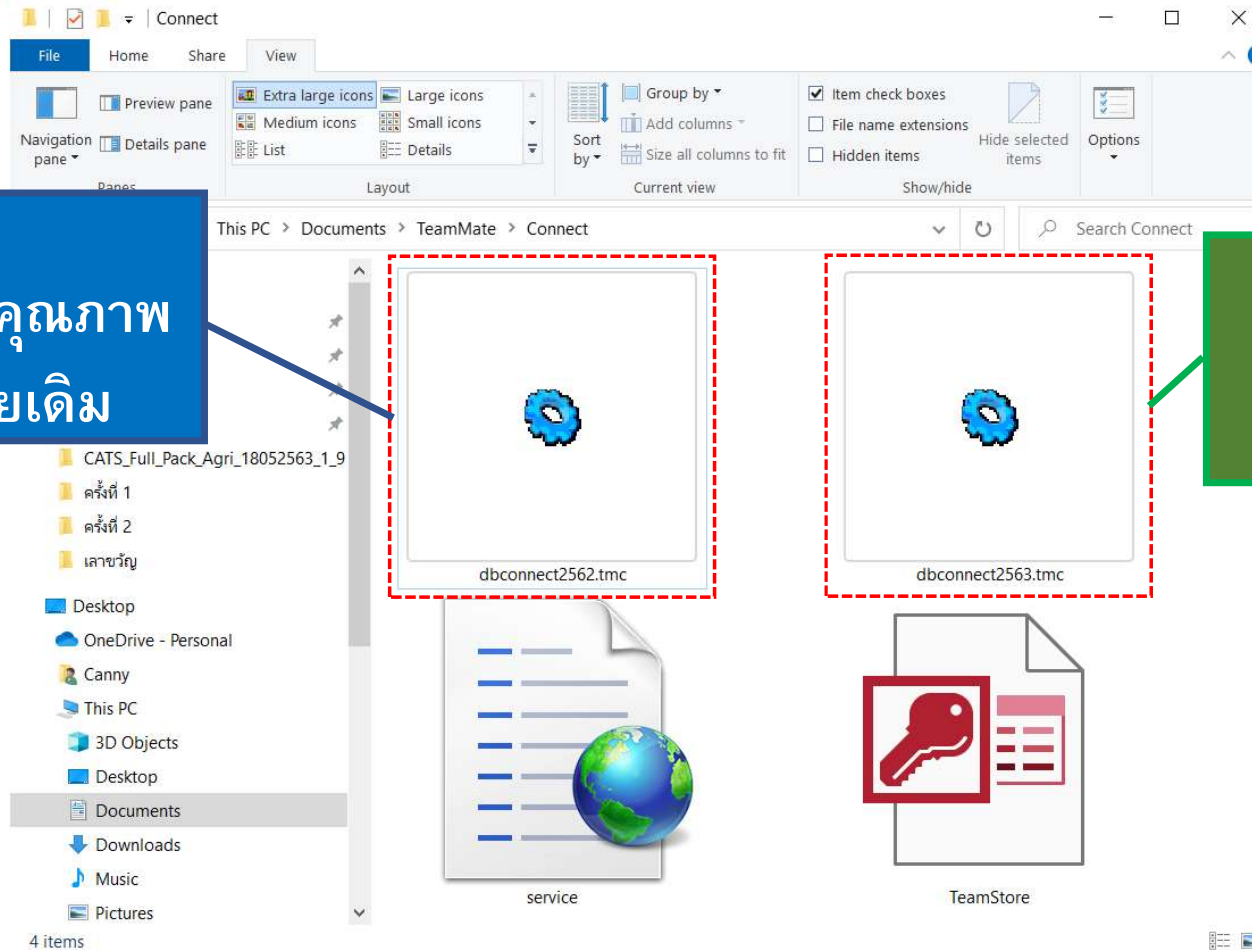 Connect
File Home Share View
Navigation pane
Preview pane
Details pane
Panes
Extra large icons Large icons
Medium icons Small icons
List Details
Layout
Sort by
Group by
Add columns
Size all columns to fit
Current view
Item check boxes
File name extensions
Hidden items
Hide selected items
Show/hide
Options
This PC > Documents > TeamMate > Connect
Search Connect
คุณภาพ
ยเดิม
CATS_Full_Pack_Agri_18052563_1_9
ครั้งที่ 1
ครั้งที่ 2
เลาขวัญ
Desktop
OneDrive - Personal
Canny
This PC
3D Objects
Desktop
Documents
Downloads
Music
Pictures
dbconnect2562.tmc
dbconnect2563.tmc
service
TeamStore
4 items